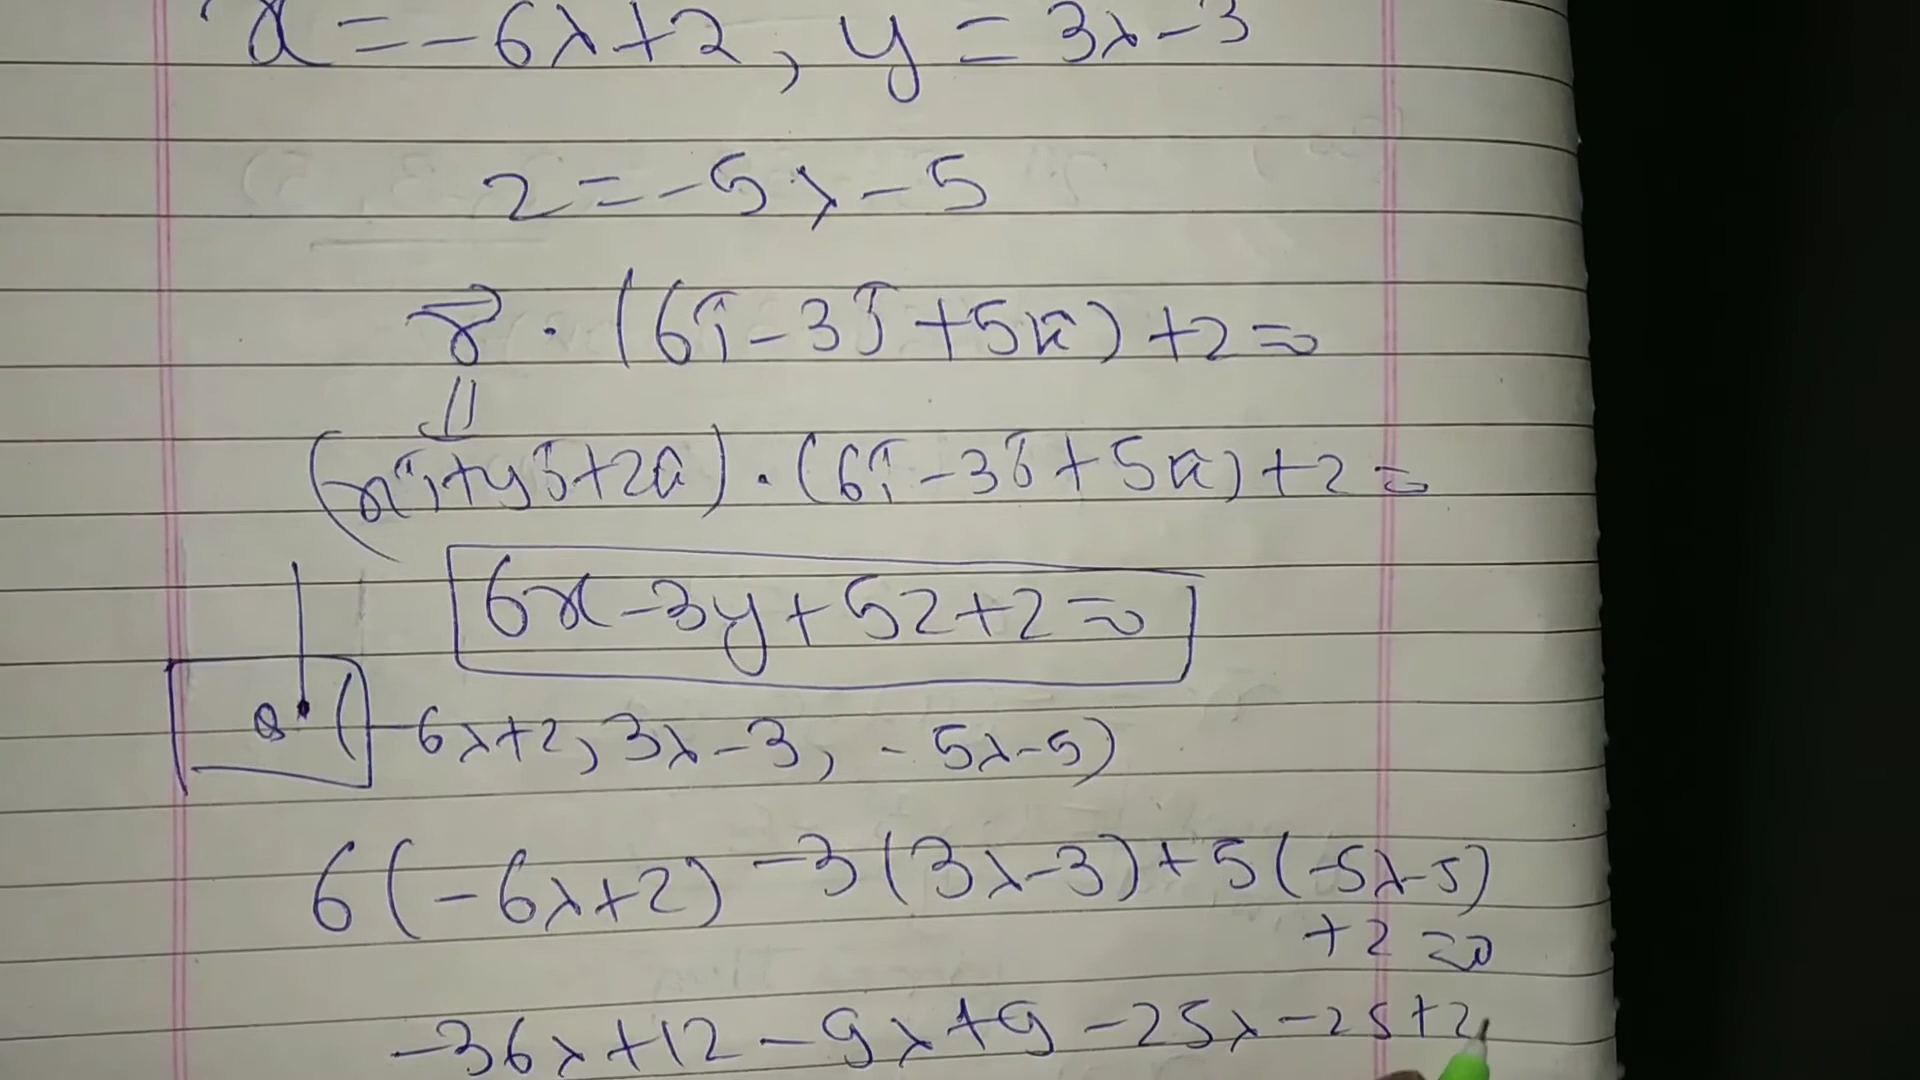 x = -6λ+2, y = 3λ-3
z = -5λ-5
r⃗ · (6î - 3ĵ + 5k̂) + 2 = 0
(xî+yĵ+zk̂) · (6î - 3ĵ + 5k̂) + 2 = 0
6x - 3y + 5z + 2 = 0
Q (-6λ+2, 3λ-3, -5λ-5)
6(-6λ+2) -3(3λ-3) + 5(-5λ-5)
+2 = 0
-36λ+12 - 9λ+9 - 25λ - 25+2